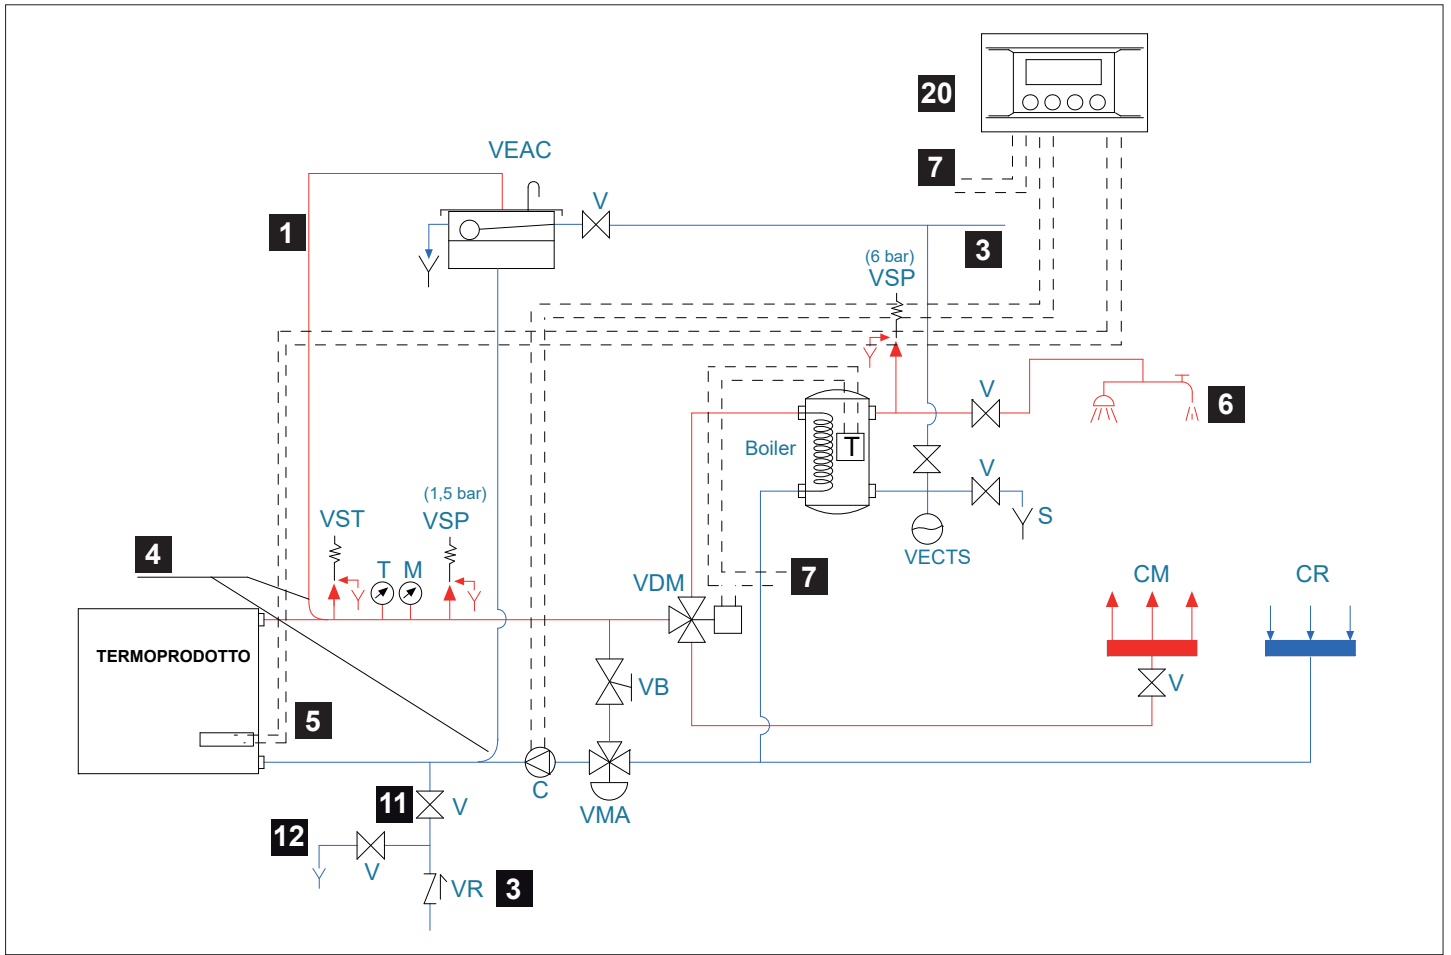 20
VEAC
7
V
1
3
(6 bar)
VSP
V
6
Boiler
T
V
(1,5 bar)
VST
VSP
S
4
VECTS
T
M
VDM
7
CM
CR
TERMOPRODOTTO
VB
V
5
C
11
V
VMA
12
V
VR
3